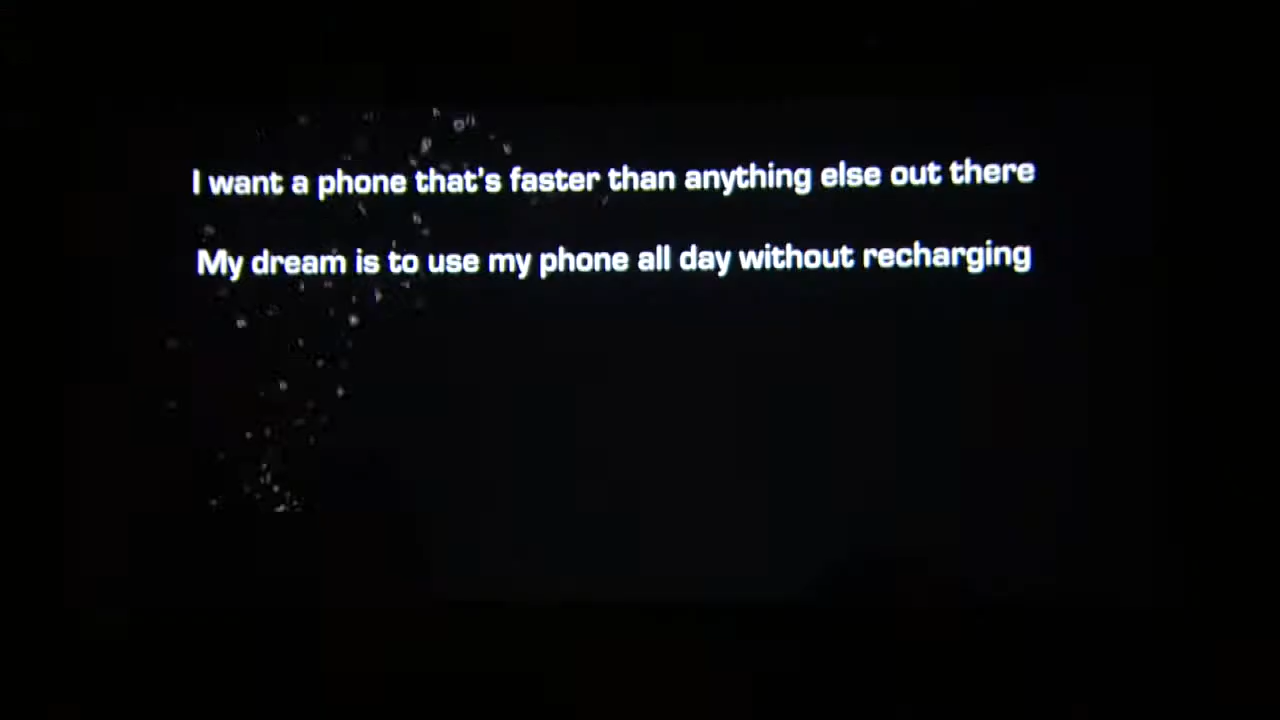 I want a phone that's faster than anything else out there
My dream is to use my phone all day without recharging